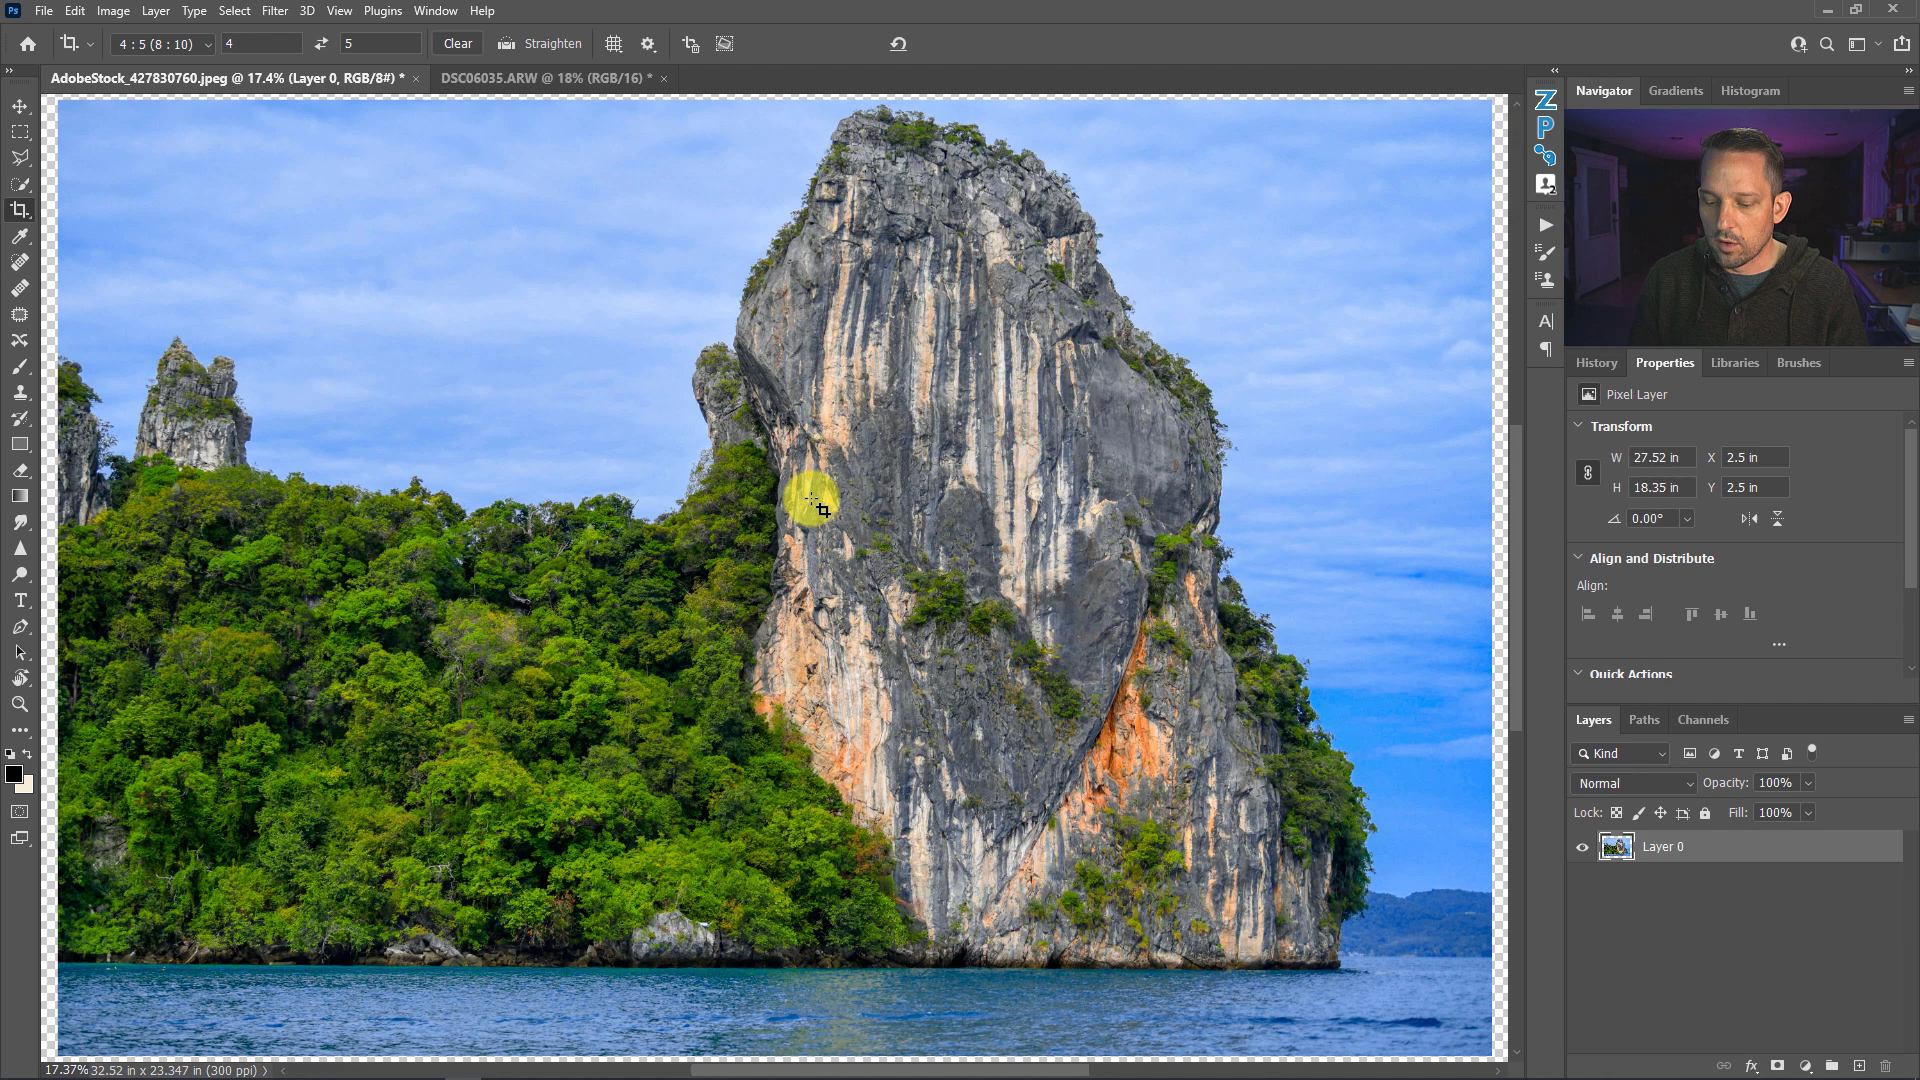 Ps File Edit Image Layer Type Select Filter 3D View Plugins Window Help
4 : 5 (8 : 10) 4 5 Clear Straighten
AdobeStock_427830760.jpeg @ 17.4% (Layer 0, RGB/8#) * × DSC06035.ARW @ 18% (RGB/16) * ×
Navigator Gradients Histogram
Z
P
2
A|
¶
T
History Properties Libraries Brushes
Pixel Layer
Transform
W 27.52 in X 2.5 in
H 18.35 in Y 2.5 in
0.00°
Align and Distribute
Align:
Quick Actions
Layers Paths Channels
Kind T
Normal Opacity: 100%
Lock: Fill: 100%
Layer 0
fx
17.37% 32.52 in x 23.347 in (300 ppi)